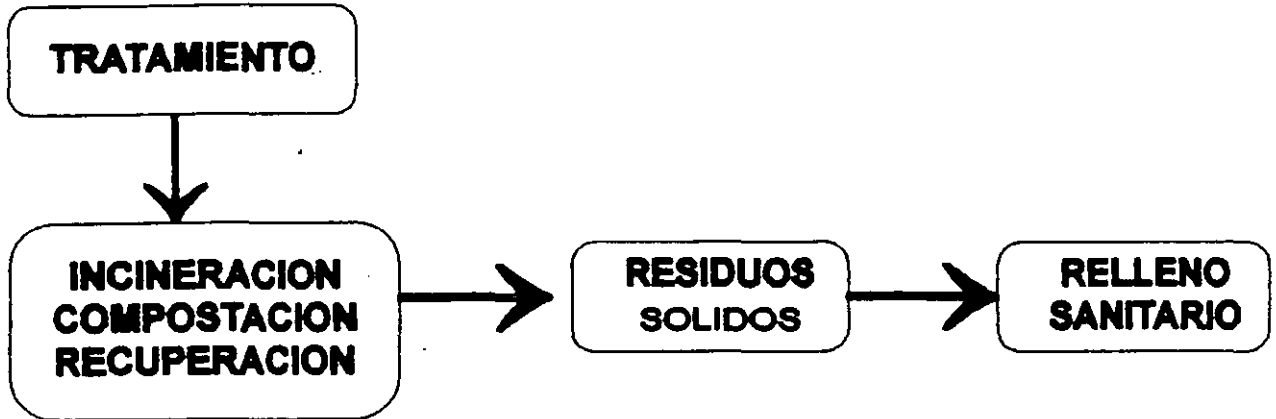 TRATAMIENTO
INCINERACION
COMPOSTACION
RECUPERACION
RESIDUOS
SOLIDOS
RELLENO
SANITARIO